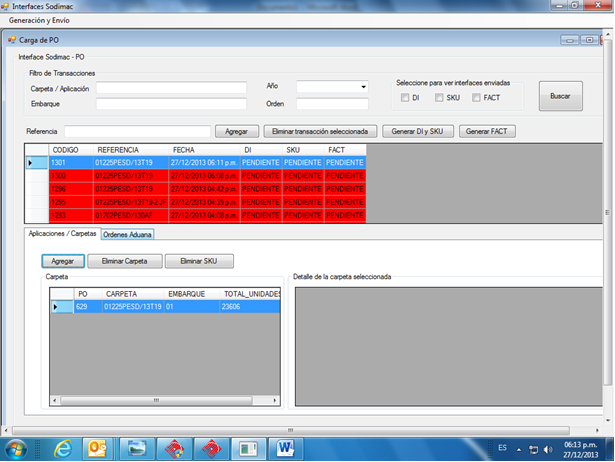 Interfaces Sodimac
Generación y Envío
Carga de PO
Interface Sodimac - PO
Filtro de Transacciones
Carpeta / Aplicación
Año
Seleccione para ver interfaces enviadas
Embarque
Orden
DI SKU FACT
Buscar
Referencia
Agregar Eliminar transacción seleccionada Generar DI y SKU Generar FACT
CODIGO REFERENCIA FECHA DI SKU FACT
1301 01225PESD/13T19 27/12/2013 06:11 p.m. PENDIENTE PENDIENTE PENDIENTE
1300 01225PESD/13T19 27/12/2013 06:08 p.m. PENDIENTE PENDIENTE PENDIENTE
1296 01225PESD/13T19 27/12/2013 04:42 p.m. PENDIENTE PENDIENTE PENDIENTE
1295 27/12/2013 04:39 p.m. PENDIENTE PENDIENTE PENDIENTE
1293 27/12/2013 04:08 p.m. PENDIENTE PENDIENTE PENDIENTE
Aplicaciones / Carpetas Ordenes Aduana
Agregar Eliminar Carpeta Eliminar SKU
Carpeta
Detalle de la carpeta seleccionada
PO CARPETA EMBARQUE TOTAL_UNIDADES
629 01225PESD/13T19 01 23606
ES
06:13 p.m.
27/12/2013